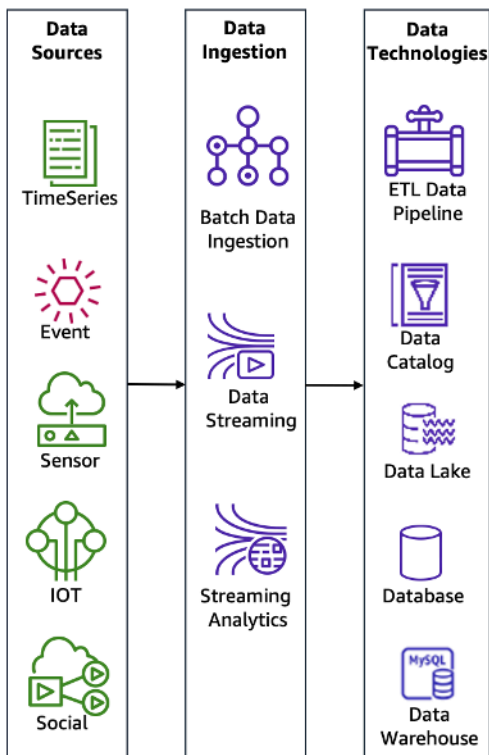 Data
Sources
TimeSeries
Event
Sensor
IOT
Social
Data
Ingestion
Batch Data
Ingestion
Data
Streaming
Streaming
Analytics
Data
Technologies
ETL Data
Pipeline
Data
Catalog
Data Lake
Database
MySQL
Data
Warehouse